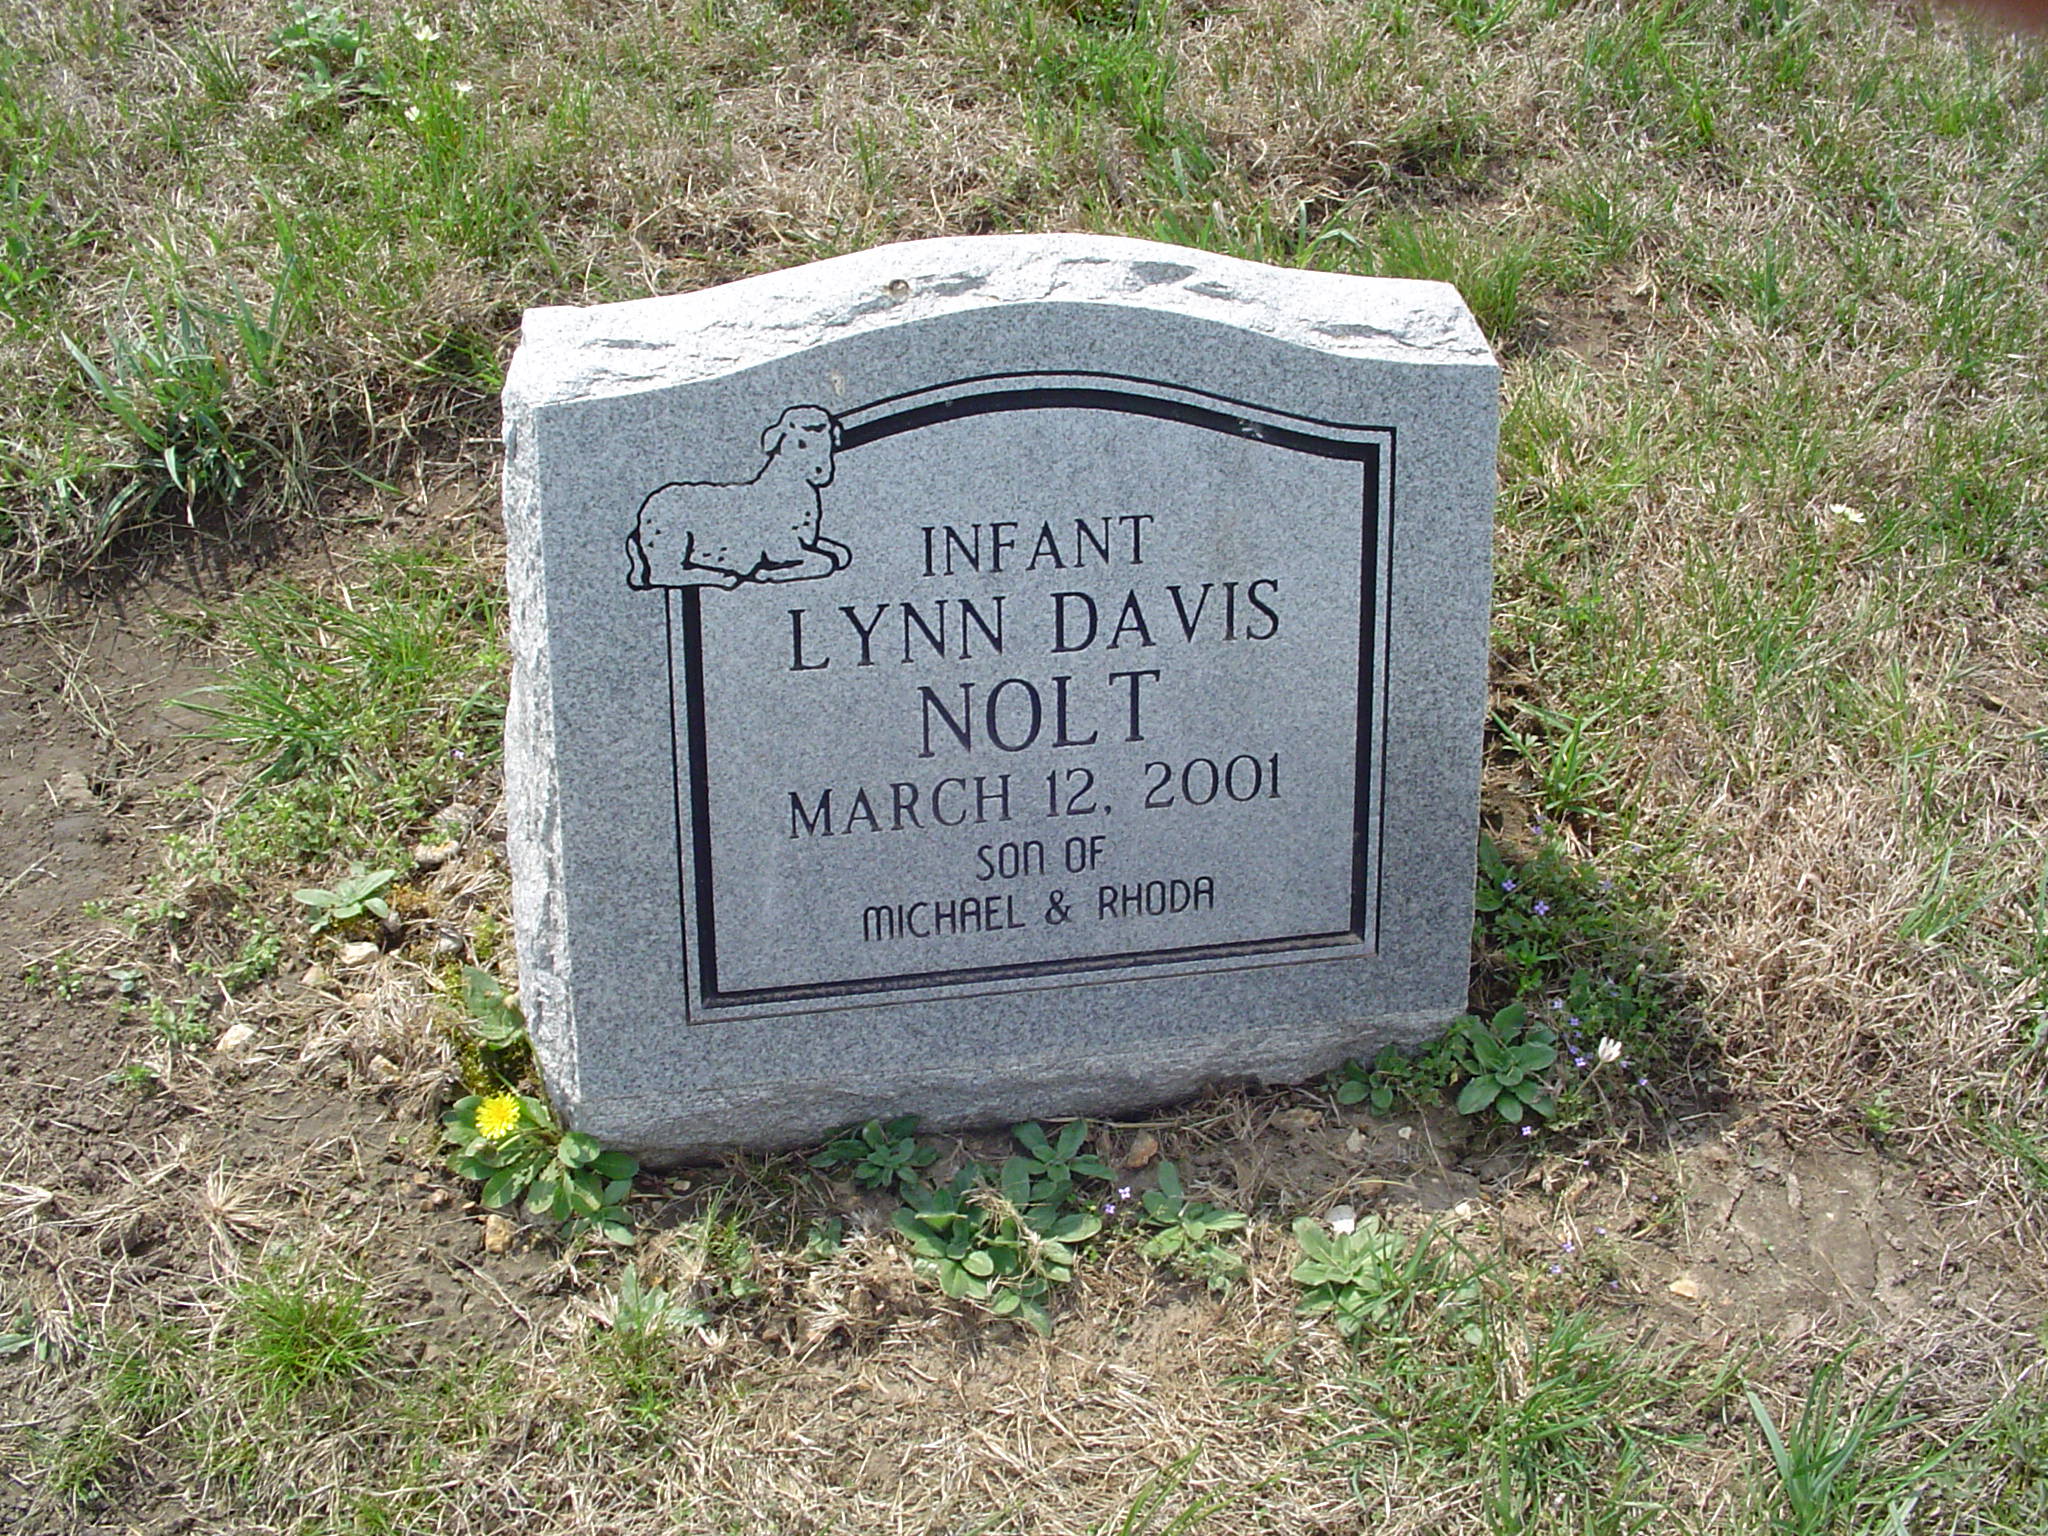 INFANT
LYNN DAVIS
NOLT
MARCH 12, 2001
SON OF
MICHAEL & RHODA